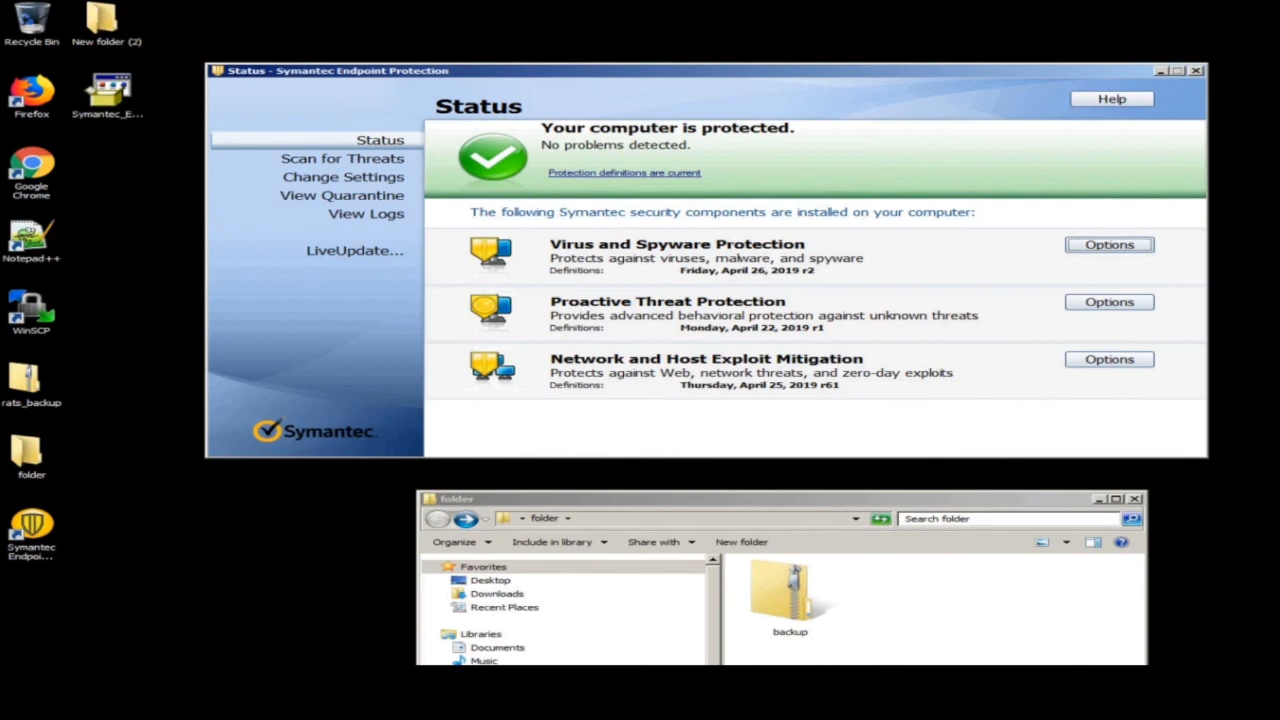 Recycle Bin
New folder (2)
Firefox
Symantec_E...
Google
Chrome
Notepad++
WinSCP
rats_backup
folder
Symantec
Endpoi...
Status - Symantec Endpoint Protection
Status
Help
Status
Scan for Threats
Change Settings
View Quarantine
View Logs
LiveUpdate...
Symantec.
Your computer is protected.
No problems detected.
Protection definitions are current
The following Symantec security components are installed on your computer:
Virus and Spyware Protection
Protects against viruses, malware, and spyware
Definitions: Friday, April 26, 2019 r2
Options
Proactive Threat Protection
Provides advanced behavioral protection against unknown threats
Definitions: Monday, April 22, 2019 r1
Options
Network and Host Exploit Mitigation
Protects against Web, network threats, and zero-day exploits
Definitions: Thursday, April 25, 2019 r61
Options
folder
folder
Search folder
Organize Include in library Share with New folder
Favorites
Desktop
Downloads
Recent Places
Libraries
Documents
Music
backup